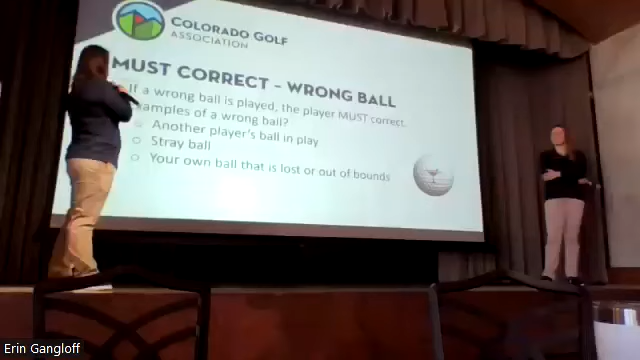 COLORADO GOLF
ASSOCIATION
MUST CORRECT - WRONG BALL
If a wrong ball is played, the player MUST correct.
amples of a wrong ball?
Another player's ball in play
Stray ball
Your own ball that is lost or out of bounds
Erin Gangloff